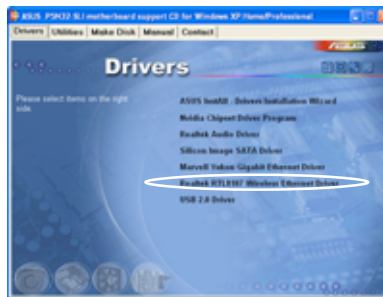 ASUS P5N32 SLI motherboard support CD for Windows XP Home/Professional
Drivers Utilities Make Disk Manual Contact
Drivers
Please select items on the right
side.
ASUS InstAll - Drivers Installation Wizard
Nvidia Chipset Driver Program
Realtek Audio Driver
Silicon Image SATA Driver
Marvell Yukon Gigabit Ethernet Driver
Realtek RTL8187 Wireless Ethernet Driver
USB 2.0 Driver